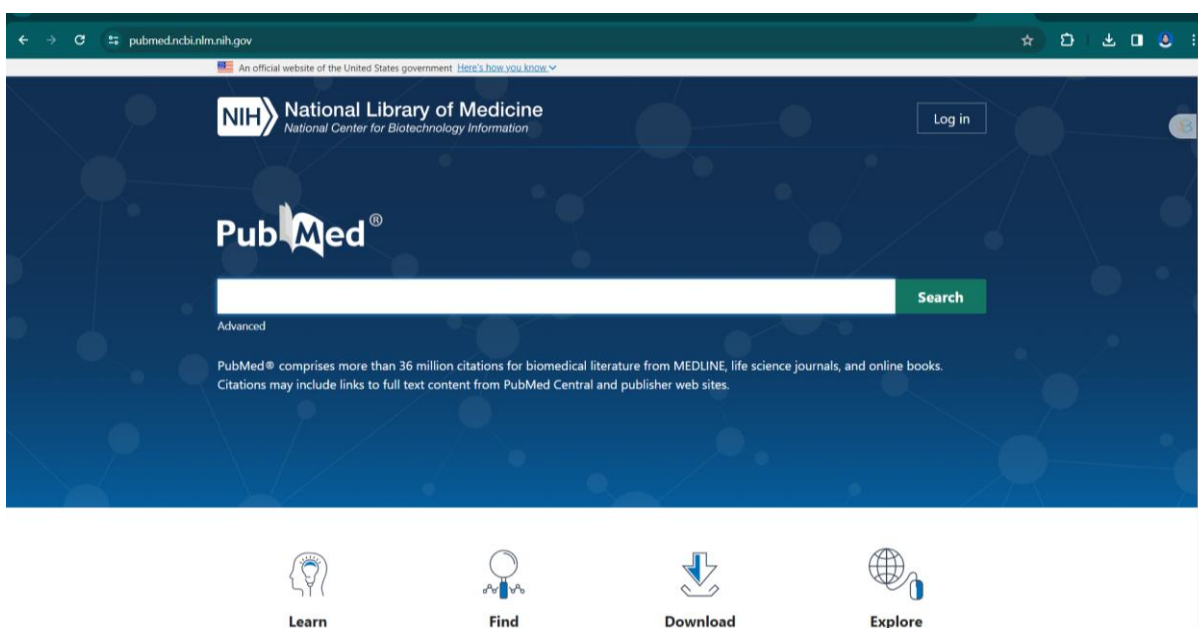 pubmed.ncbi.nlm.nih.gov
An official website of the United States government Here's how you know
NIH National Library of Medicine
National Center for Biotechnology Information
Log in
PubMed®
Search
Advanced
PubMed® comprises more than 36 million citations for biomedical literature from MEDLINE, life science journals, and online books.
Citations may include links to full text content from PubMed Central and publisher web sites.
Learn Find Download Explore